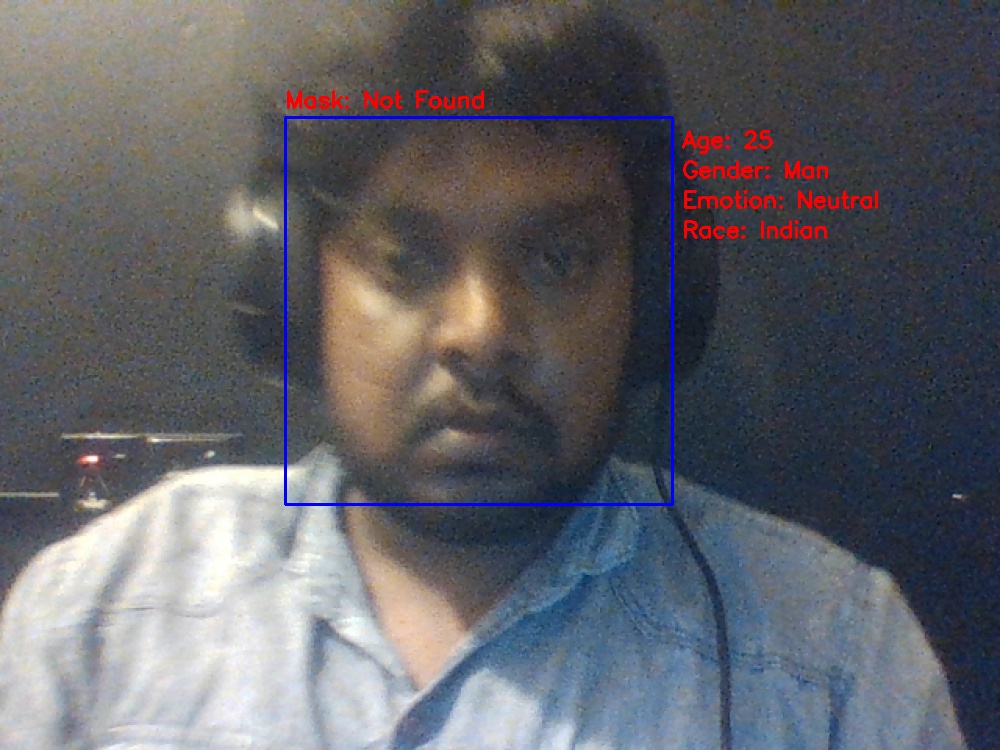 Mask: Not Found
Age: 25
Gender: Man
Emotion: Neutral
Race: Indian